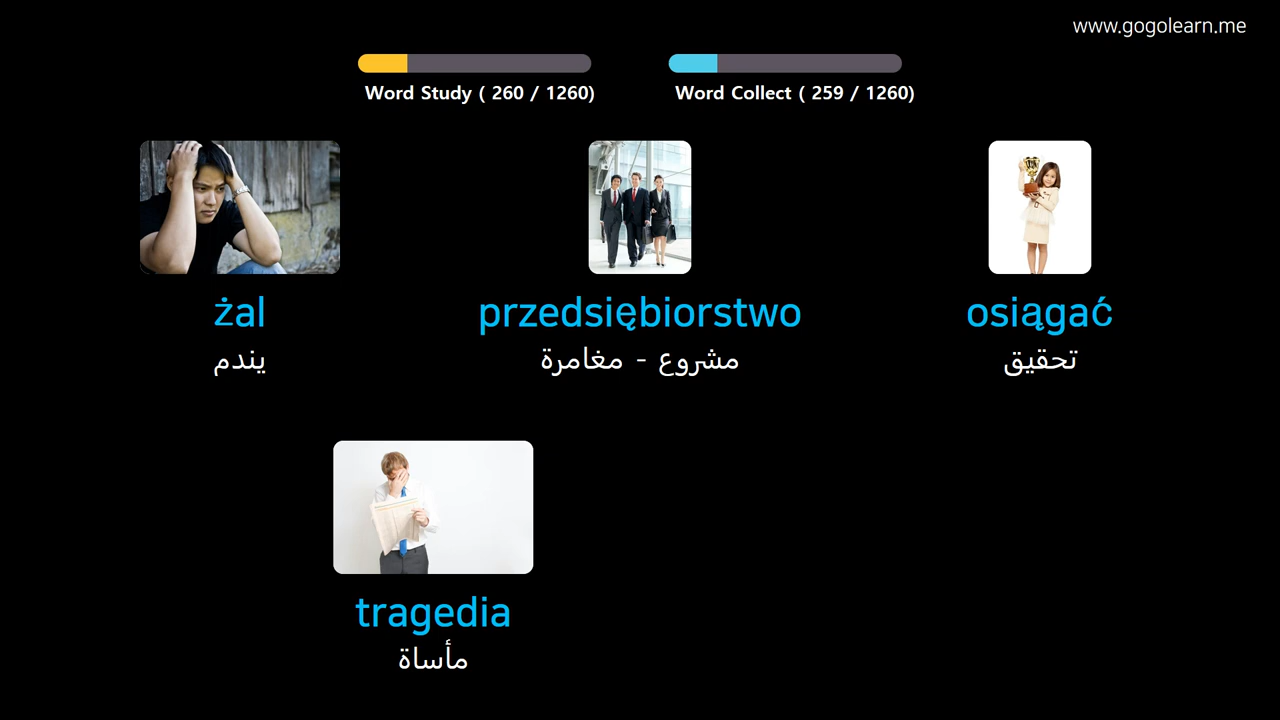 www.gogolearn.me
Word Study ( 260 / 1260)
Word Collect ( 259 / 1260)
żal
يندم
przedsiębiorstwo
مشروع - مغامرة
osiągać
تحقيق
tragedia
مأساة